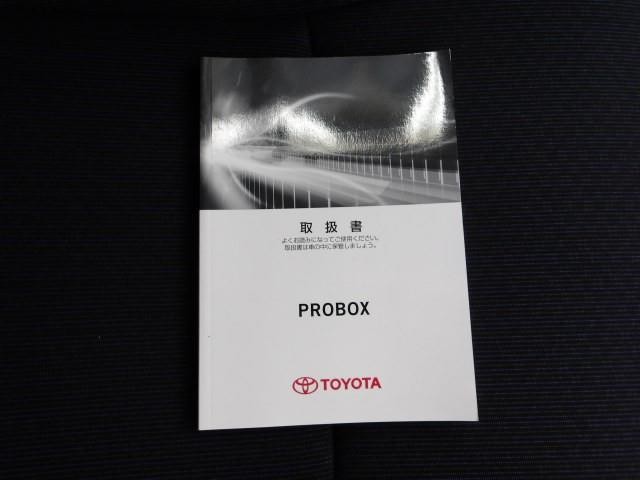 取扱書
よくお読みになってご使用ください。
取扱書は車の中に保管しましょう。
PROBOX
TOYOTA